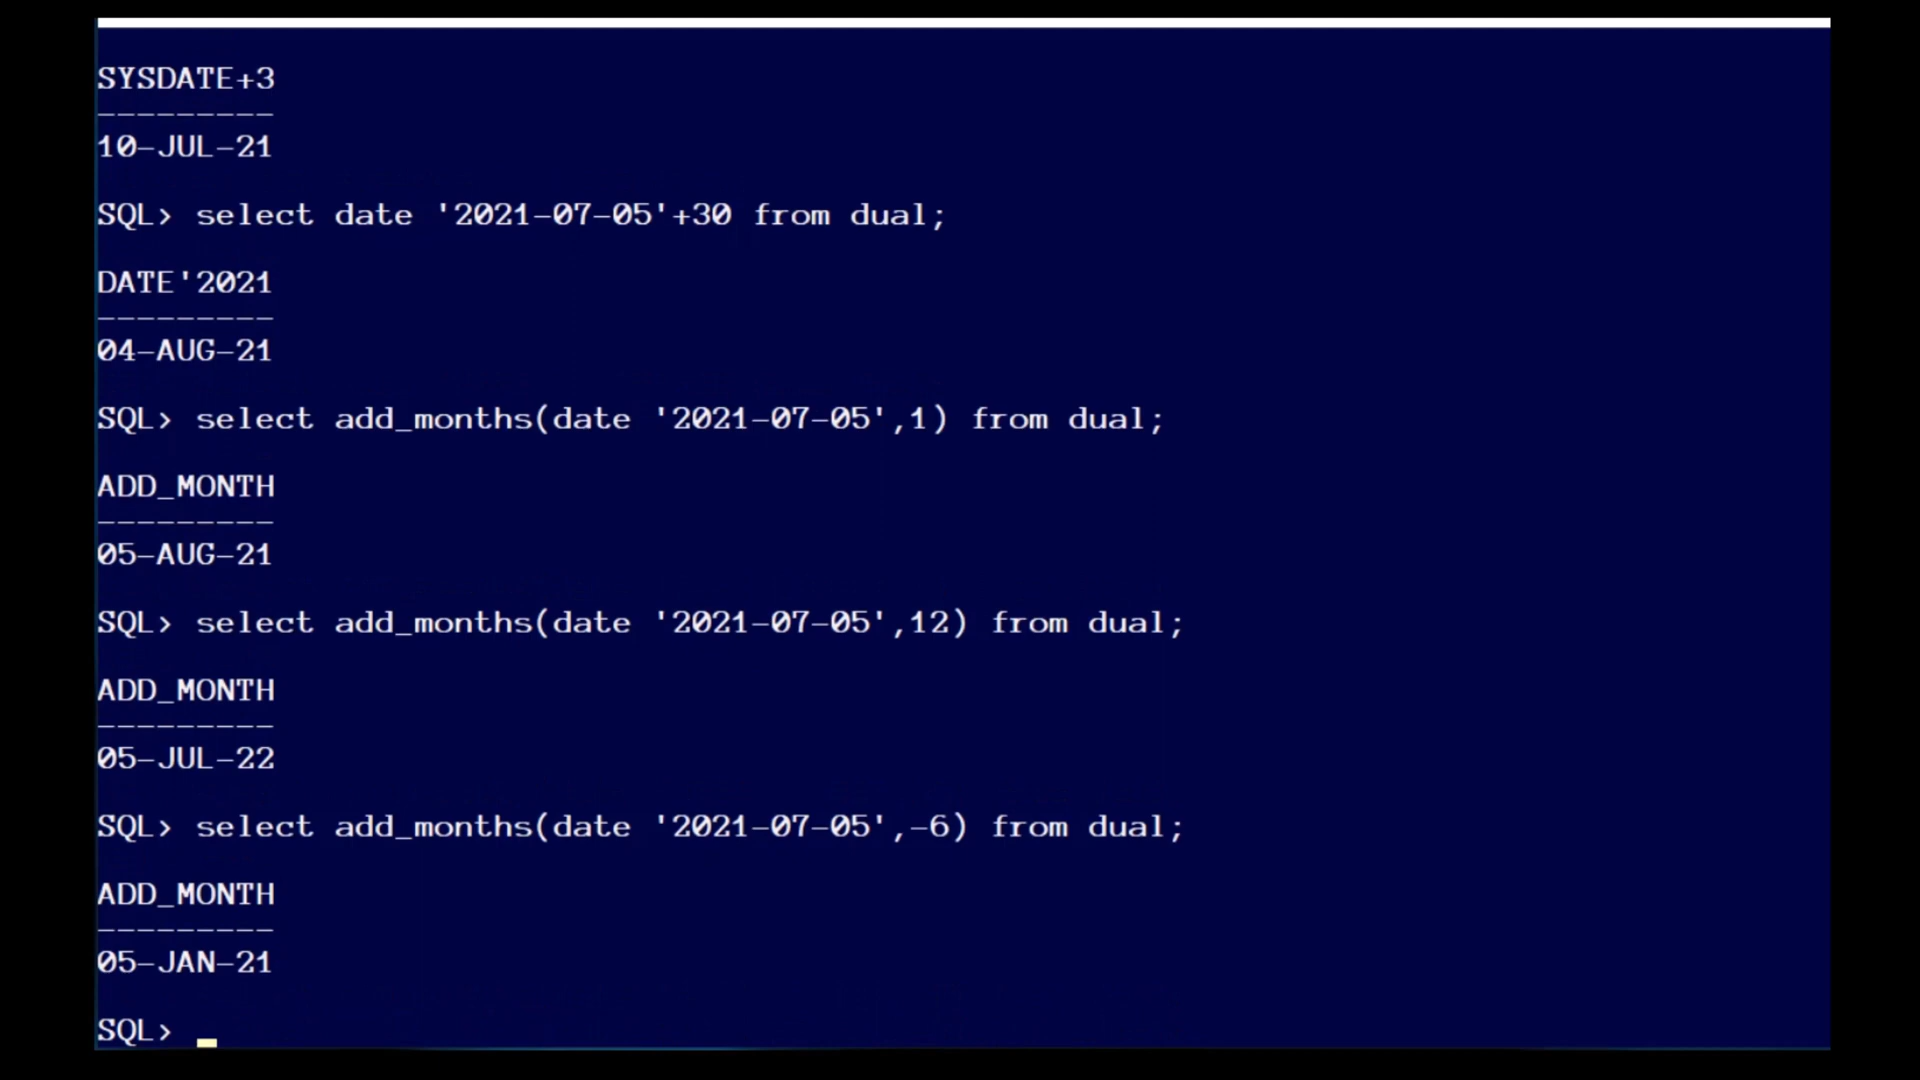 SYSDATE+3
---------
10-JUL-21
SQL> select date '2021-07-05'+30 from dual;
DATE'2021
---------
04-AUG-21
SQL> select add_months(date '2021-07-05',1) from dual;
ADD_MONTH
---------
05-AUG-21
SQL> select add_months(date '2021-07-05',12) from dual;
ADD_MONTH
---------
05-JUL-22
SQL> select add_months(date '2021-07-05',-6) from dual;
ADD_MONTH
---------
05-JAN-21
SQL>